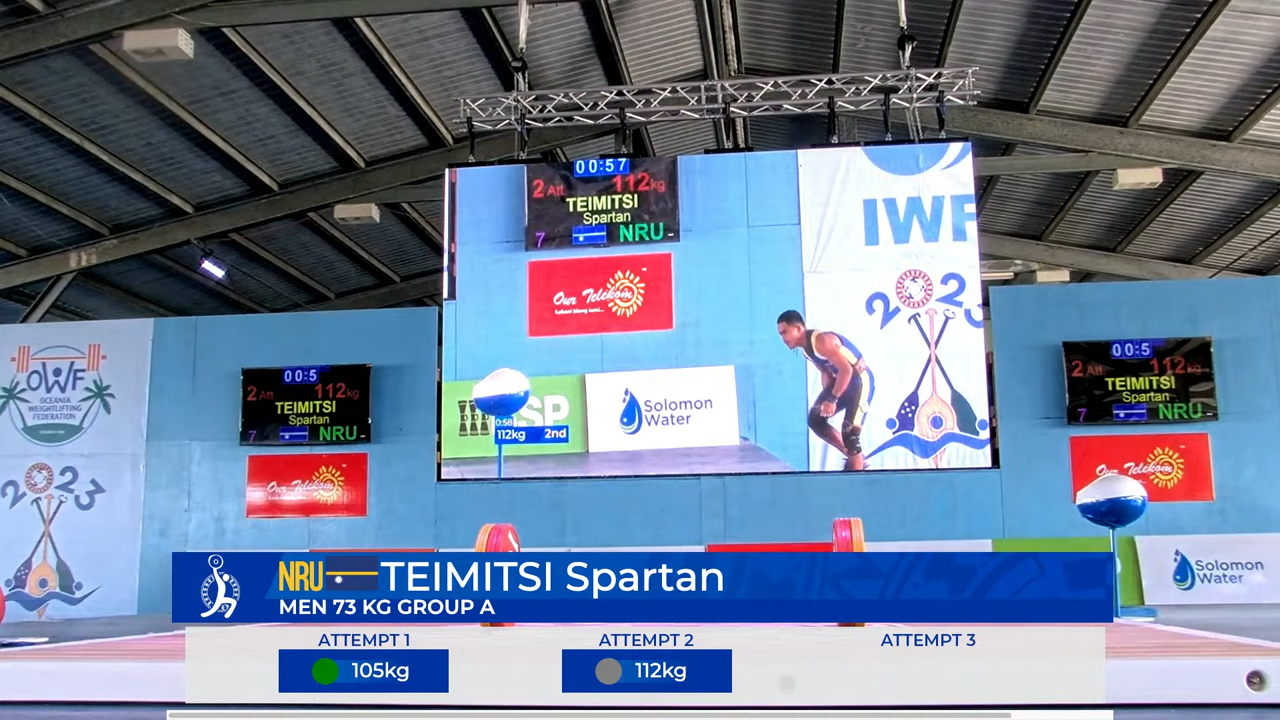 00:57
2 Att 112kg
TEIMITSI
Spartan
7 NRU -
IWF
2023
Our Telekom
SP
0:58
112kg 2nd
Solomon
Water
OWF
OCEANIA
WEIGHTLIFTING
FEDERATION
2023
00:5
2 Att 112kg
TEIMITSI
Spartan
7 NRU -
Our Telekom
00:5
2 Att 112kg
TEIMITSI
Spartan
7 NRU -
Our Telekom
Solomon
Water
NRU TEIMITSI Spartan
MEN 73 KG GROUP A
ATTEMPT 1 ATTEMPT 2 ATTEMPT 3
105kg 112kg